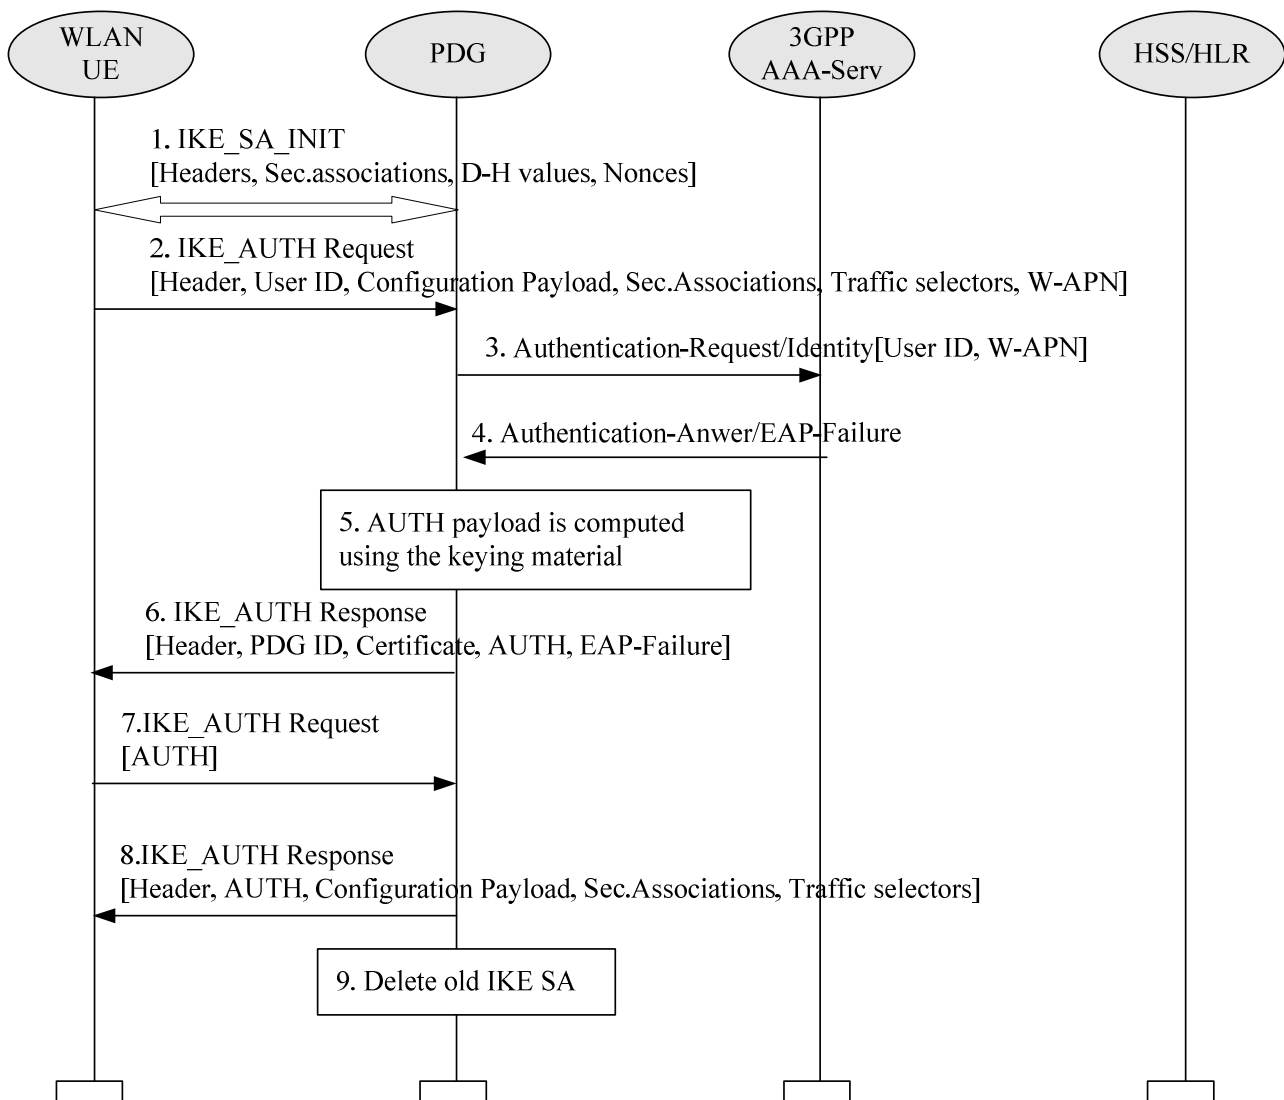 WLAN
UE
PDG
3GPP
AAA-Serv
HSS/HLR
1. IKE_SA_INIT
[Headers, Sec.associations, D-H values, Nonces]
2. IKE_AUTH Request
[Header, User ID, Configuration Payload, Sec.Associations, Traffic selectors, W-APN]
3. Authentication-Request/Identity[User ID, W-APN]
4. Authentication-Anwer/EAP-Failure
5. AUTH payload is computed
using the keying material
6. IKE_AUTH Response
[Header, PDG ID, Certificate, AUTH, EAP-Failure]
7.IKE_AUTH Request
[AUTH]
8.IKE_AUTH Response
[Header, AUTH, Configuration Payload, Sec.Associations, Traffic selectors]
9. Delete old IKE SA